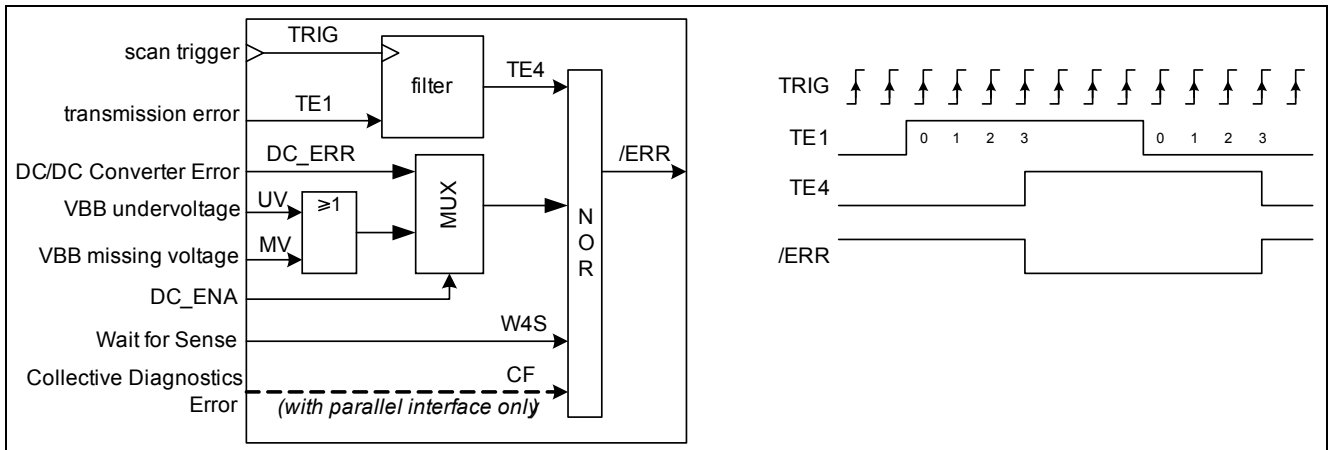 scan trigger
TRIG
filter
TE4
transmission error
TE1
DC/DC Converter Error
DC_ERR
VBB undervoltage
UV
≥1
MUX
VBB missing voltage
MV
DC_ENA
Wait for Sense
W4S
Collective Diagnostics
Error
CF
(with parallel interface only)
NOR
/ERR
TRIG
TE1
0 1 2 3 0 1 2 3
TE4
/ERR